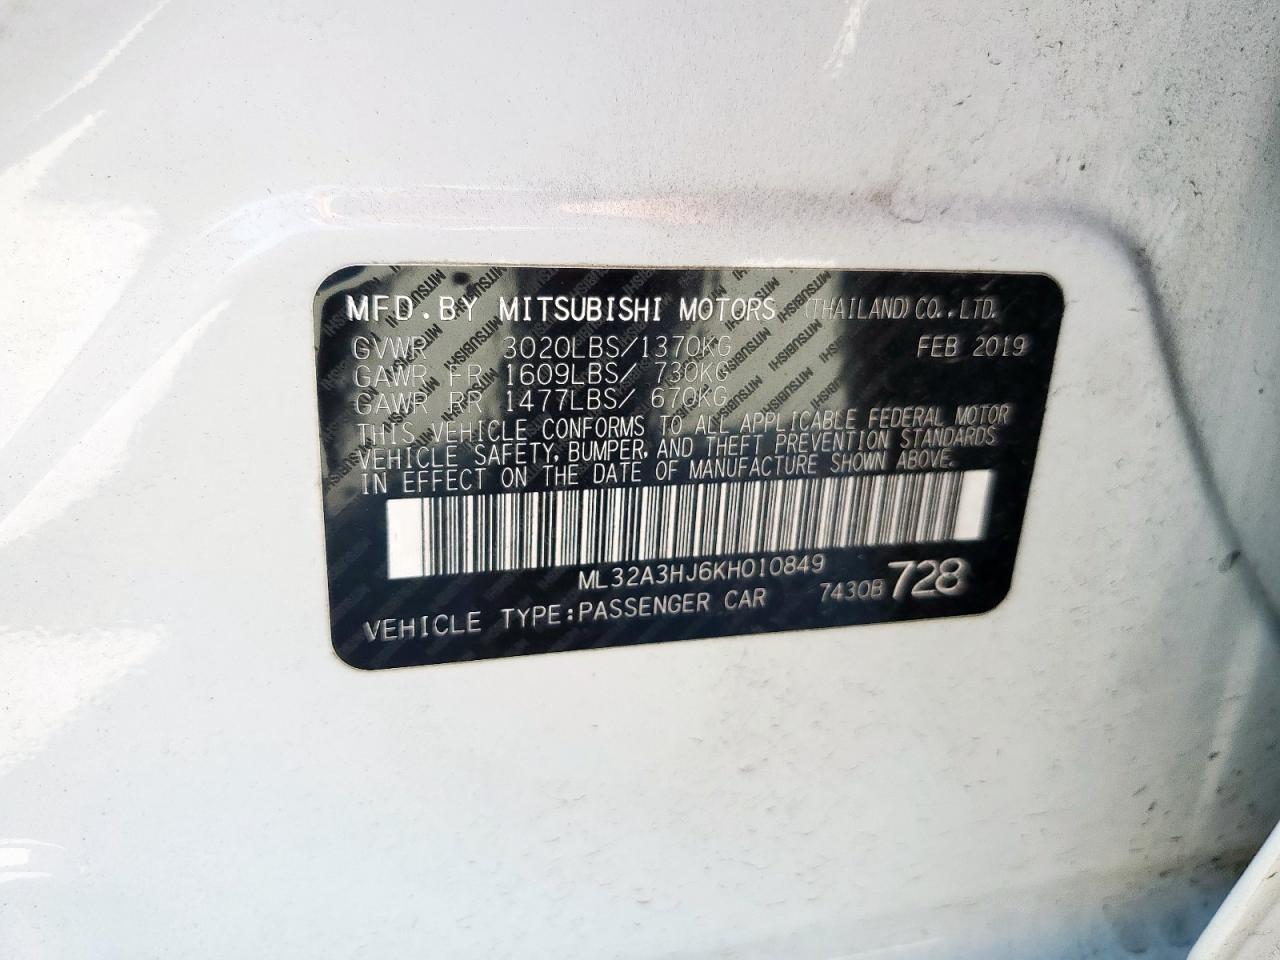 MFD.BY MITSUBISHI MOTORS (THAILAND) CO., LTD.
GVWR 3020LBS/1370KG FEB 2019
GAWR FR 1609LBS/ 730KG
GAWR RR 1477LBS/ 670KG
THIS VEHICLE CONFORMS TO ALL APPLICABLE FEDERAL MOTOR
VEHICLE SAFETY, BUMPER, AND THEFT PREVENTION STANDARDS
IN EFFECT ON THE DATE OF MANUFACTURE SHOWN ABOVE.
ML32A3HJ6KH010849
VEHICLE TYPE:PASSENGER CAR 7430B 728